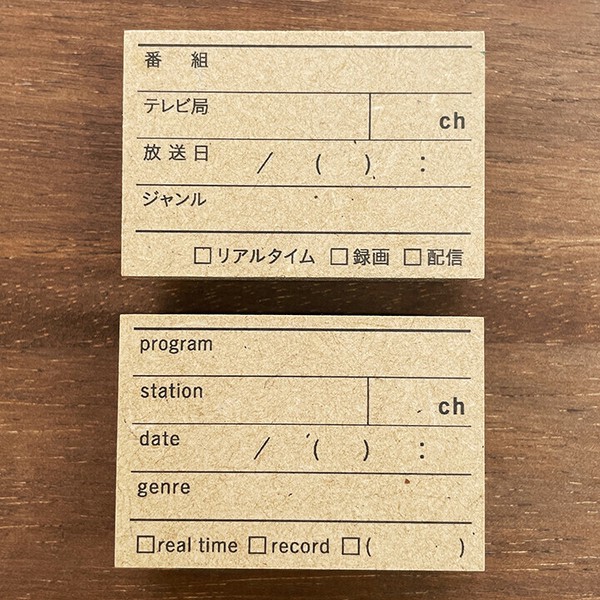 番 組
テレビ局 ch
放送日 / ( ) :
ジャンル
□リアルタイム □録画 □配信
program
station ch
date / ( ) :
genre
□real time □record □( )